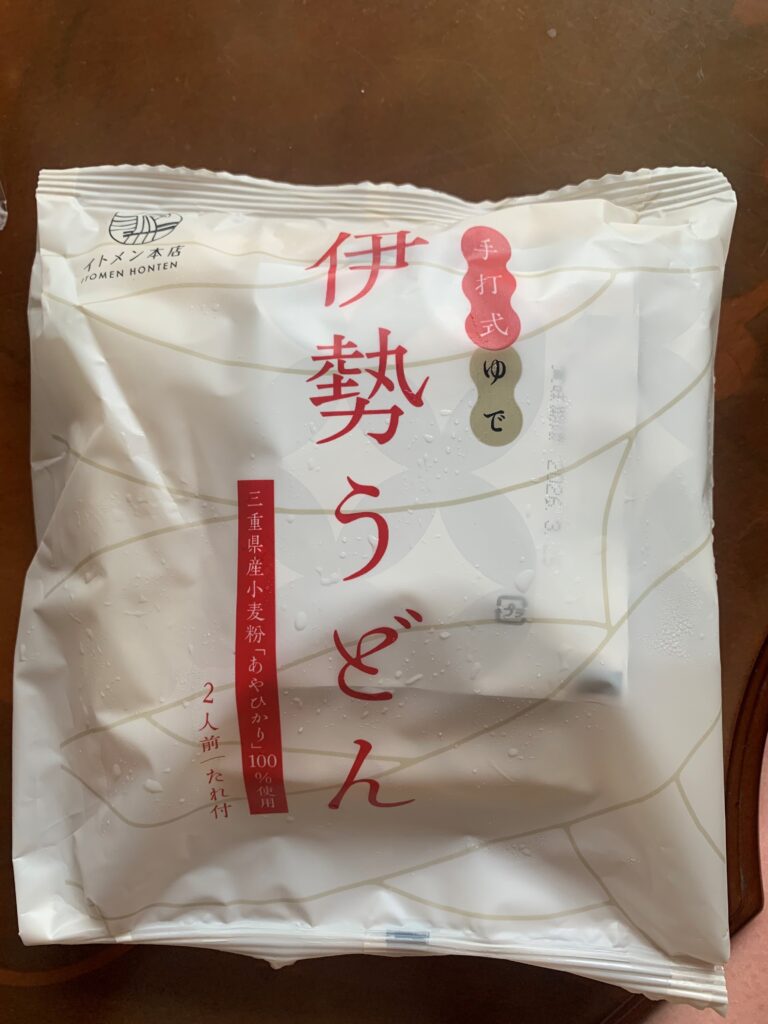 イトメン本店
ITOMEN HONTEN
手打式
ゆで
伊勢うどん
三重県産小麦粉「あやひかり」100%使用
2人前 | たれ付
プラ